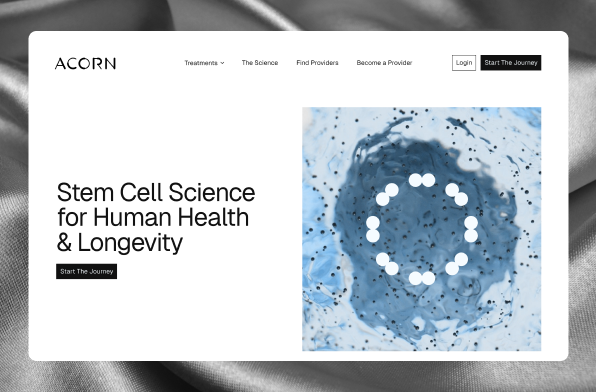 ACORN
Treatments
The Science
Find Providers
Become a Provider
Login
Start The Journey
Stem Cell Science
for Human Health
& Longevity
Start The Journey